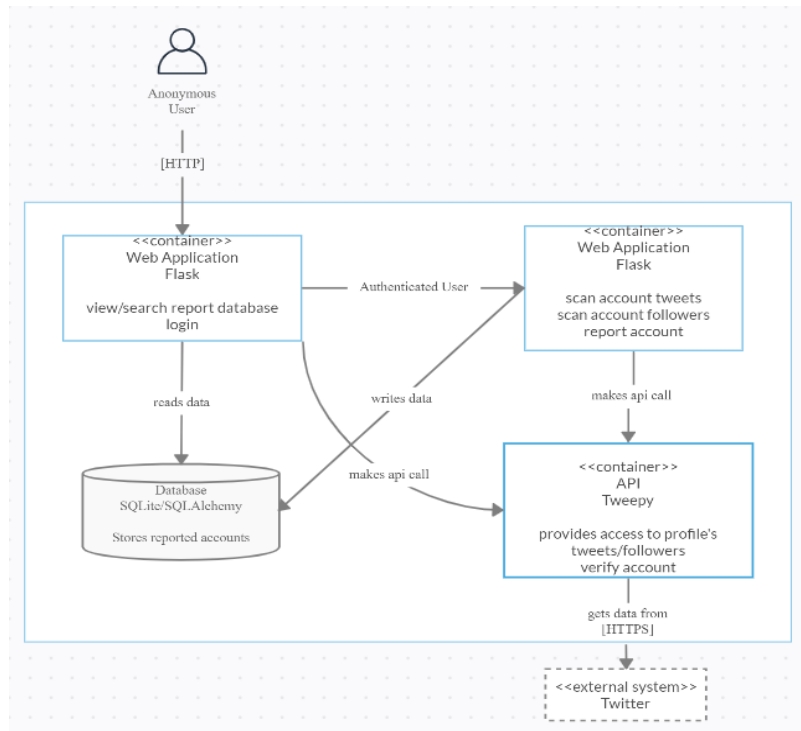 Anonymous
User
[HTTP]
<<container>>
Web Application
Flask
view/search report database
login
Authenticated User
<<container>>
Web Application
Flask
scan account tweets
scan account followers
report account
reads data
writes data
makes api call
makes api call
Database
SQLite/SQLAlchemy
Stores reported accounts
<<container>>
API
Tweepy
provides access to profile's
tweets/followers
verify account
gets data from
[HTTPS]
<<external system>>
Twitter